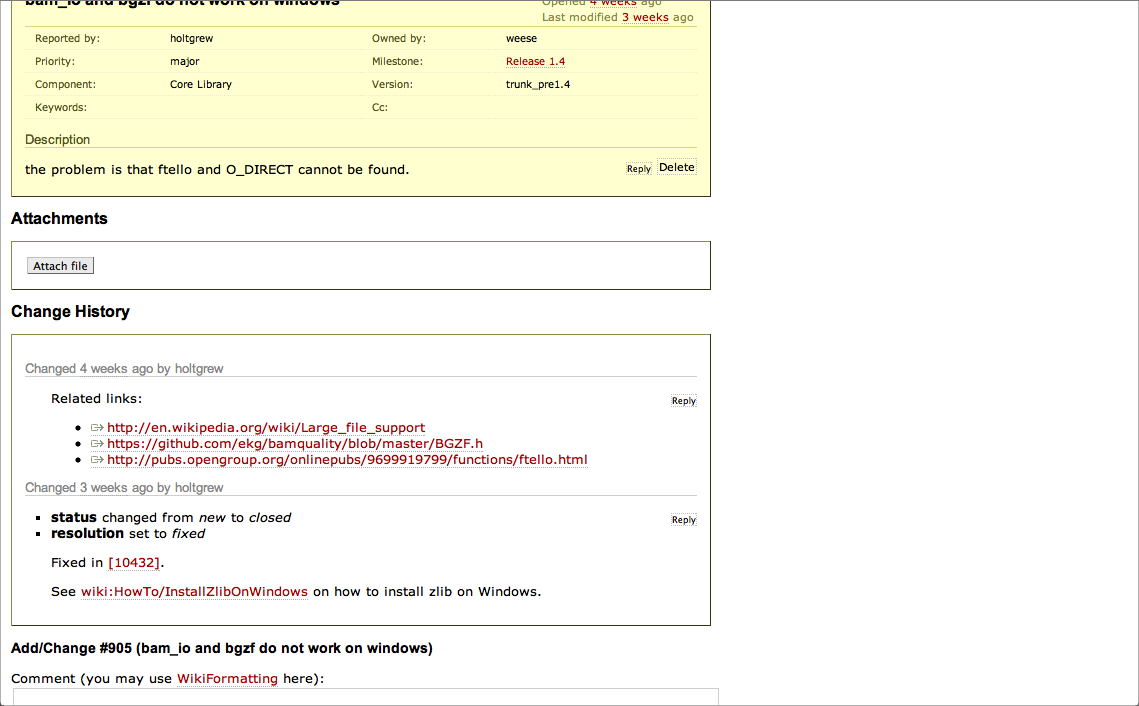 bam_io and bgzf do not work on windows
Opened 4 weeks ago
Last modified 3 weeks ago
Reported by: holtgrew Owned by: weese
Priority: major Milestone: Release 1.4
Component: Core Library Version: trunk_pre1.4
Keywords: Cc:
Description
the problem is that ftello and O_DIRECT cannot be found. Reply Delete
Attachments
Attach file
Change History
Changed 4 weeks ago by holtgrew
Related links: Reply
http://en.wikipedia.org/wiki/Large_file_support
https://github.com/ekg/bamquality/blob/master/BGZF.h
http://pubs.opengroup.org/onlinepubs/9699919799/functions/ftello.html
Changed 3 weeks ago by holtgrew
status changed from new to closed Reply
resolution set to fixed
Fixed in [10432].
See wiki:HowTo/InstallZlibOnWindows on how to install zlib on Windows.
Add/Change #905 (bam_io and bgzf do not work on windows)
Comment (you may use WikiFormatting here):